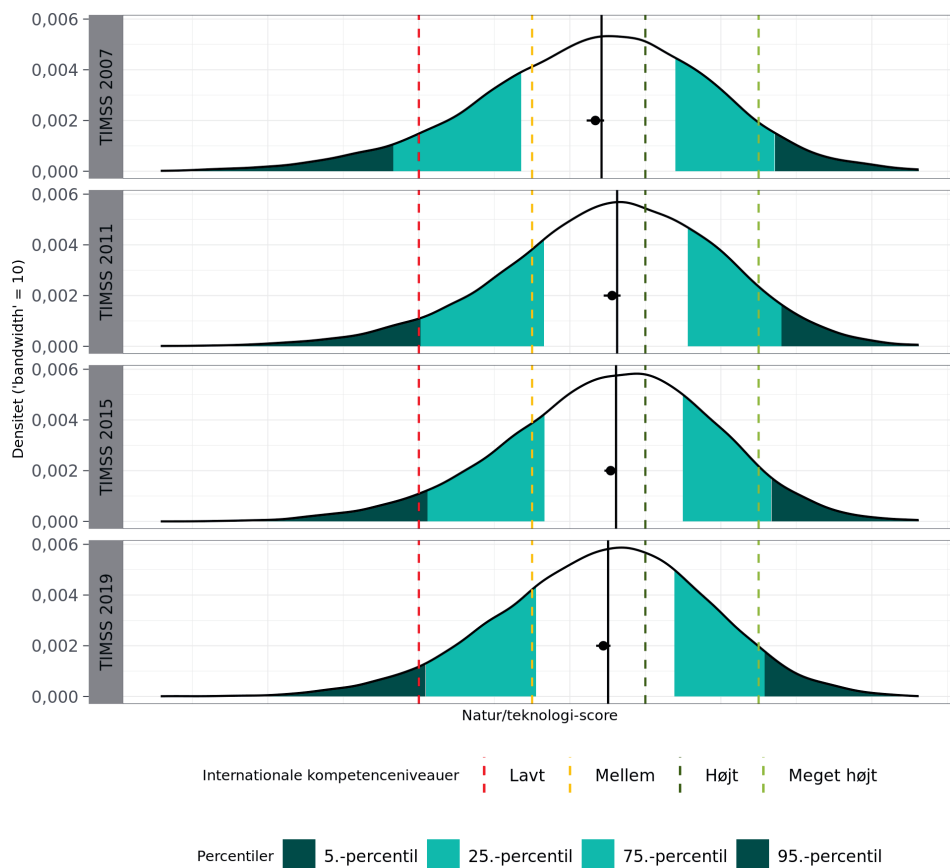 Densitet ('bandwidth' = 10)
TIMSS 2007
0,006
0,004
0,002
0,000
TIMSS 2011
0,006
0,004
0,002
0,000
TIMSS 2015
0,006
0,004
0,002
0,000
TIMSS 2019
0,006
0,004
0,002
0,000
Natur/teknologi-score
Internationale kompetenceniveauer Lavt Mellem Højt Meget højt
Percentiler 5.-percentil 25.-percentil 75.-percentil 95.-percentil